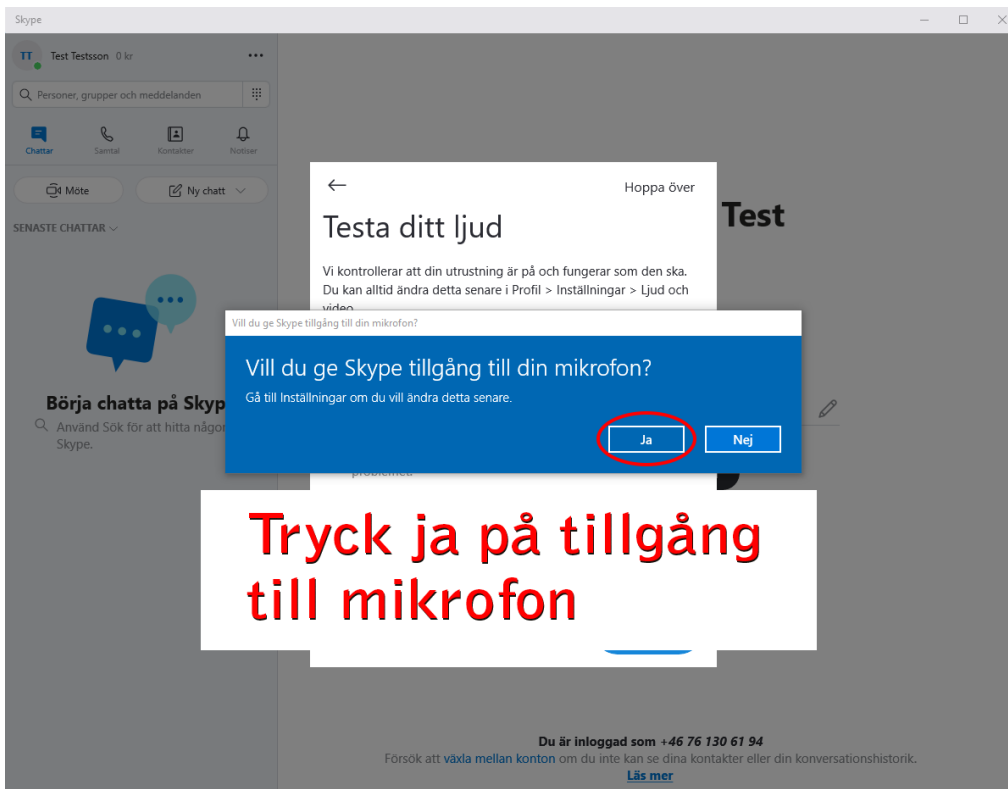 Skype
TT Test Testsson 0 kr
Personer, grupper och meddelanden
Chattar Samtal Kontakter Notiser
Möte Ny chatt
SENASTE CHATTAR
Börja chatta på Skyp
Använd Sök för att hitta någor
Skype.
Hoppa över
Testa ditt ljud
Vi kontrollerar att din utrustning är på och fungerar som den ska.
Du kan alltid ändra detta senare i Profil > Inställningar > Ljud och
video
Test
Vill du ge Skype tillgång till din mikrofon?
Vill du ge Skype tillgång till din mikrofon?
Gå till Inställningar om du vill ändra detta senare.
Ja Nej
problemet.
Tryck ja på tillgång
till mikrofon
Du är inloggad som +46 76 130 61 94
Försök att växla mellan konton om du inte kan se dina kontakter eller din konversationshistorik.
Läs mer